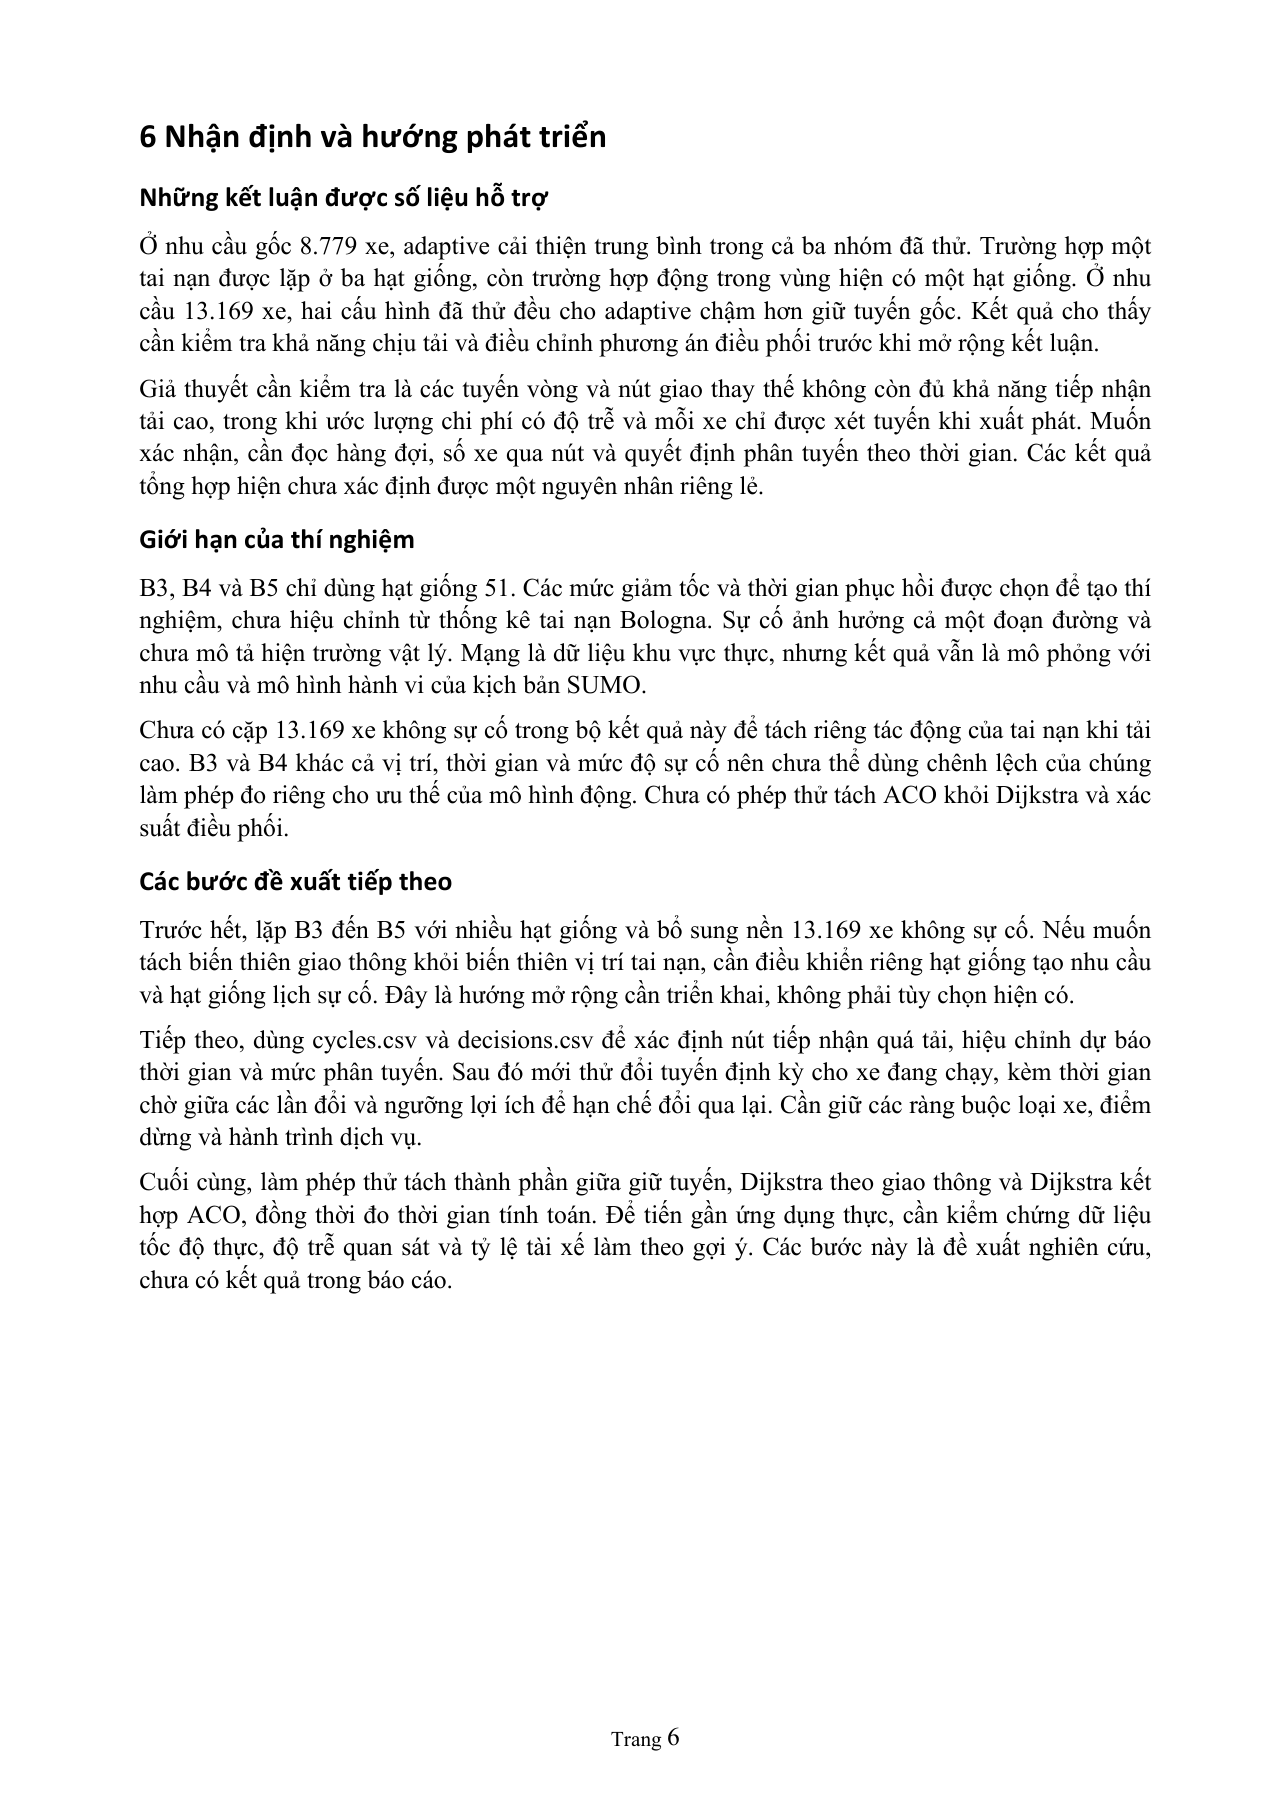 6 Nhận định và hướng phát triển
Những kết luận được số liệu hỗ trợ
Ở nhu cầu gốc 8.779 xe, adaptive cải thiện trung bình trong cả ba nhóm đã thử. Trường hợp một
tai nạn được lặp ở ba hạt giống, còn trường hợp động trong vùng hiện có một hạt giống. Ở nhu
cầu 13.169 xe, hai cấu hình đã thử đều cho adaptive chậm hơn giữ tuyến gốc. Kết quả cho thấy
cần kiểm tra khả năng chịu tải và điều chỉnh phương án điều phối trước khi mở rộng kết luận.
Giả thuyết cần kiểm tra là các tuyến vòng và nút giao thay thế không còn đủ khả năng tiếp nhận
tải cao, trong khi ước lượng chi phí có độ trễ và mỗi xe chỉ được xét tuyến khi xuất phát. Muốn
xác nhận, cần đọc hàng đợi, số xe qua nút và quyết định phân tuyến theo thời gian. Các kết quả
tổng hợp hiện chưa xác định được một nguyên nhân riêng lẻ.
Giới hạn của thí nghiệm
B3, B4 và B5 chỉ dùng hạt giống 51. Các mức giảm tốc và thời gian phục hồi được chọn để tạo thí
nghiệm, chưa hiệu chỉnh từ thống kê tai nạn Bologna. Sự cố ảnh hưởng cả một đoạn đường và
chưa mô tả hiện trường vật lý. Mạng là dữ liệu khu vực thực, nhưng kết quả vẫn là mô phỏng với
nhu cầu và mô hình hành vi của kịch bản SUMO.
Chưa có cặp 13.169 xe không sự cố trong bộ kết quả này để tách riêng tác động của tai nạn khi tải
cao. B3 và B4 khác cả vị trí, thời gian và mức độ sự cố nên chưa thể dùng chênh lệch của chúng
làm phép đo riêng cho ưu thế của mô hình động. Chưa có phép thử tách ACO khỏi Dijkstra và xác
suất điều phối.
Các bước đề xuất tiếp theo
Trước hết, lặp B3 đến B5 với nhiều hạt giống và bổ sung nền 13.169 xe không sự cố. Nếu muốn
tách biến thiên giao thông khỏi biến thiên vị trí tai nạn, cần điều khiển riêng hạt giống tạo nhu cầu
và hạt giống lịch sự cố. Đây là hướng mở rộng cần triển khai, không phải tùy chọn hiện có.
Tiếp theo, dùng cycles.csv và decisions.csv để xác định nút tiếp nhận quá tải, hiệu chỉnh dự báo
thời gian và mức phân tuyến. Sau đó mới thử đổi tuyến định kỳ cho xe đang chạy, kèm thời gian
chờ giữa các lần đổi và ngưỡng lợi ích để hạn chế đổi qua lại. Cần giữ các ràng buộc loại xe, điểm
dừng và hành trình dịch vụ.
Cuối cùng, làm phép thử tách thành phần giữa giữ tuyến, Dijkstra theo giao thông và Dijkstra kết
hợp ACO, đồng thời đo thời gian tính toán. Để tiến gần ứng dụng thực, cần kiểm chứng dữ liệu
tốc độ thực, độ trễ quan sát và tỷ lệ tài xế làm theo gợi ý. Các bước này là đề xuất nghiên cứu,
chưa có kết quả trong báo cáo.
Trang 6